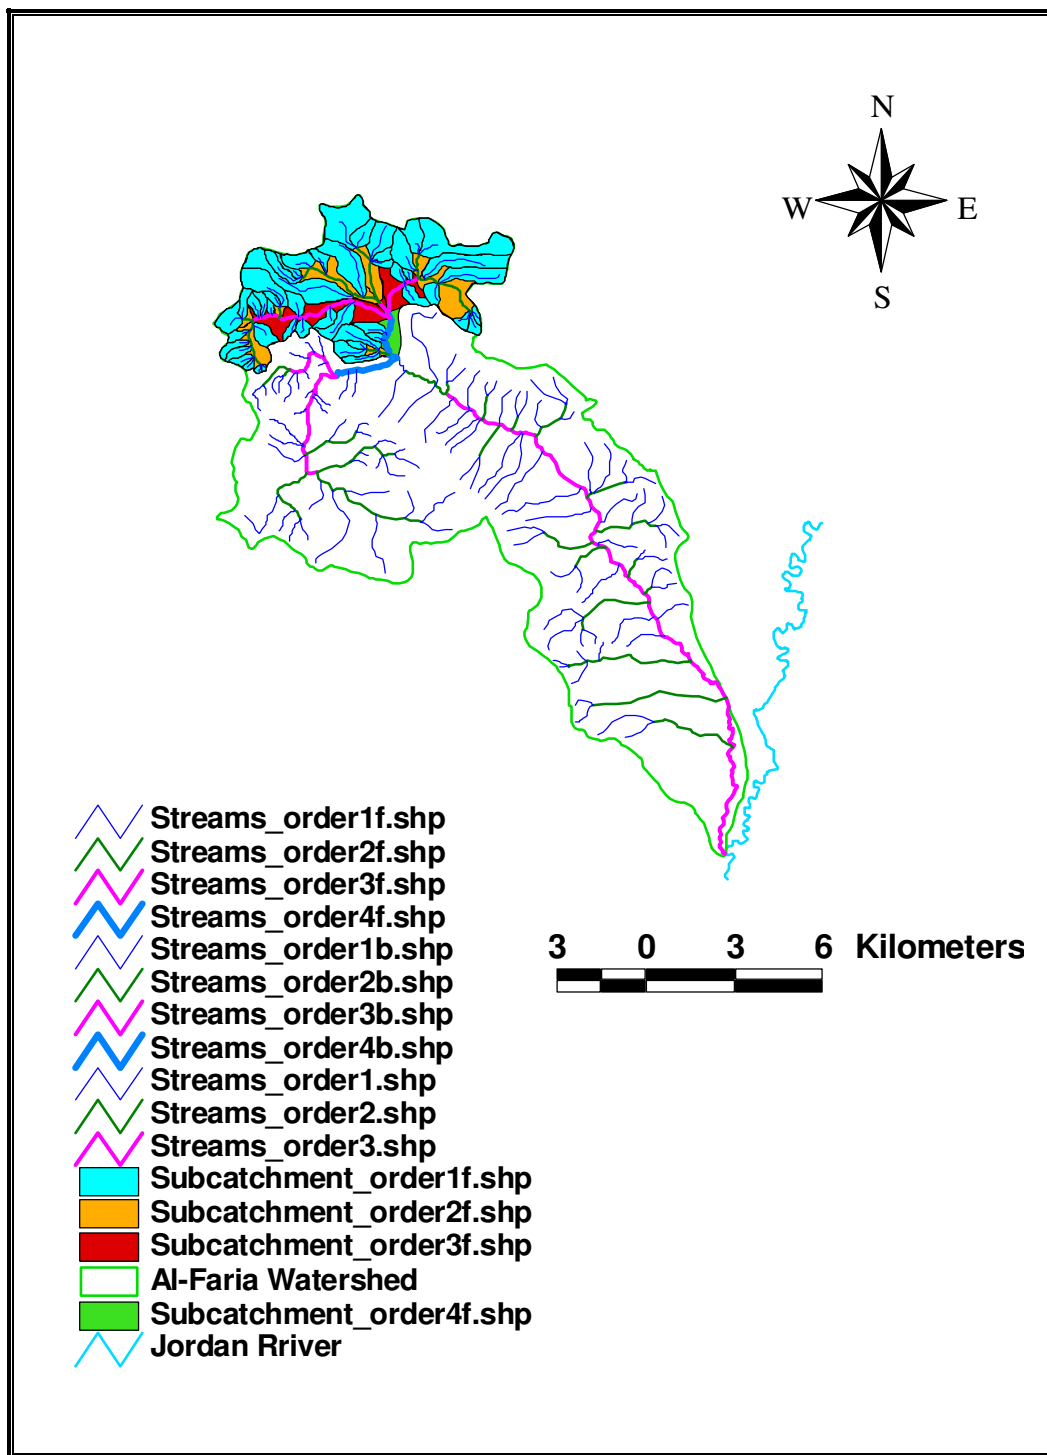 N
W E
S
Streams_order1f.shp
Streams_order2f.shp
Streams_order3f.shp
Streams_order4f.shp
Streams_order1b.shp
Streams_order2b.shp
Streams_order3b.shp
Streams_order4b.shp
Streams_order1.shp
Streams_order2.shp
Streams_order3.shp
Subcatchment_order1f.shp
Subcatchment_order2f.shp
Subcatchment_order3f.shp
Al-Faria Watershed
Subcatchment_order4f.shp
Jordan Rriver
3 0 3 6 Kilometers